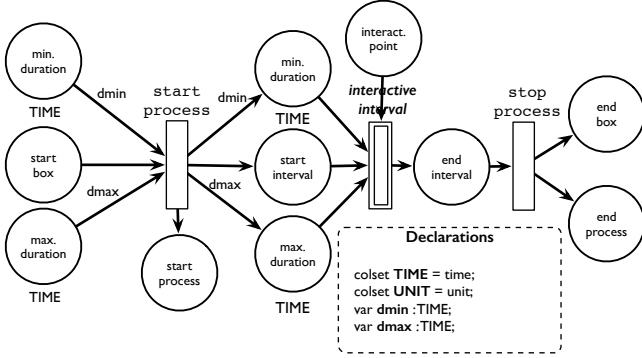 min.
duration
TIME
dmin
start
process
dmin
min.
duration
TIME
interact.
point
interactive
interval
stop
process
end
box
start
box
dmax
start
interval
dmax
end
interval
max.
duration
TIME
start
process
max.
duration
TIME
end
process
Declarations
colset TIME = time;
colset UNIT = unit;
var dmin : TIME;
var dmax : TIME;